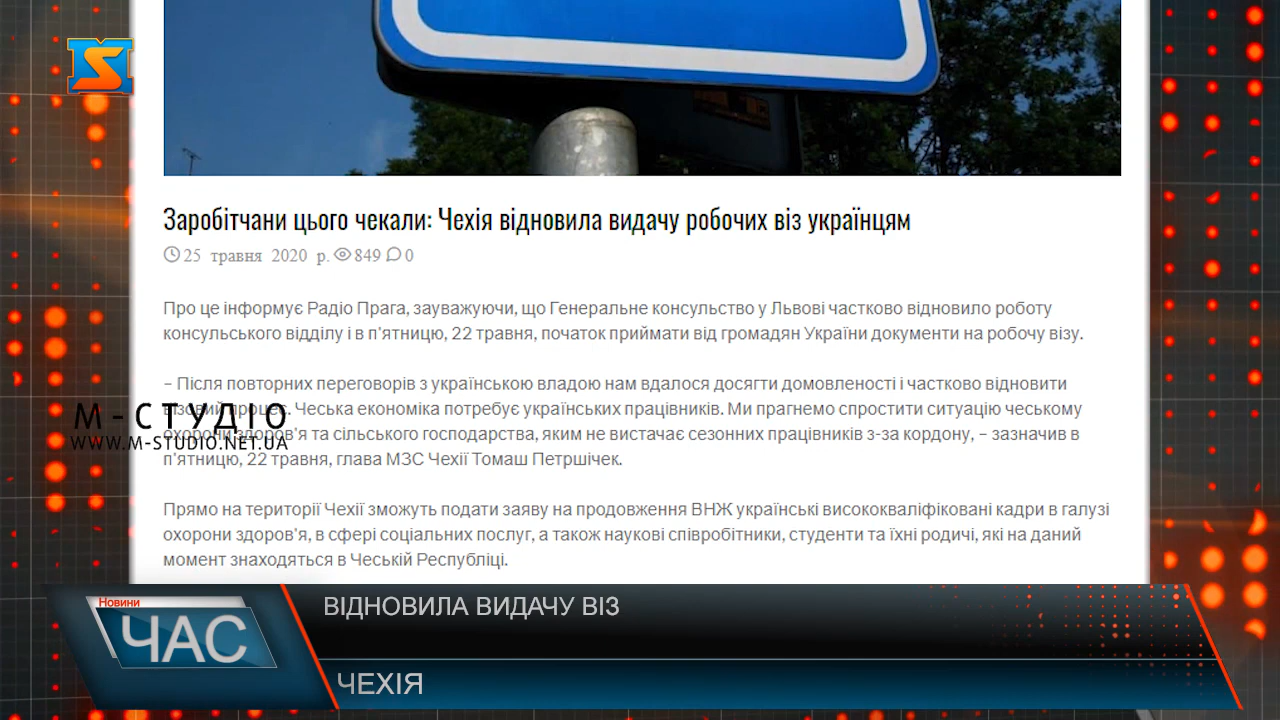 Заробітчани цього чекали: Чехія відновила видачу робочих віз українцям
25 травня 2020 р. 849 0
Про це інформує Радіо Прага, зауважуючи, що Генеральне консульство у Львові частково відновило роботу
консульського відділу і в п'ятницю, 22 травня, початок приймати від громадян України документи на робочу візу.
– Після повторних переговорів з українською владою нам вдалося досягти домовленості і частково відновити
візовий процес. Чеська економіка потребує українських працівників. Ми прагнемо спростити ситуацію чеському
охорони здоров'я та сільського господарства, яким не вистачає сезонних працівників з-за кордону, – зазначив в
п'ятницю, 22 травня, глава МЗС Чехії Томаш Петршічек.
Прямо на території Чехії зможуть подати заяву на продовження ВНЖ українські висококваліфіковані кадри в галузі
охорони здоров'я, в сфері соціальних послуг, а також наукові співробітники, студенти та їхні родичі, які на даний
момент знаходяться в Чеській Республіці.
М-СТУДІО
WWW.M-STUDIO.NET.UA
Новини
ЧАС
ВІДНОВИЛА ВИДАЧУ ВІЗ
ЧЕХІЯ